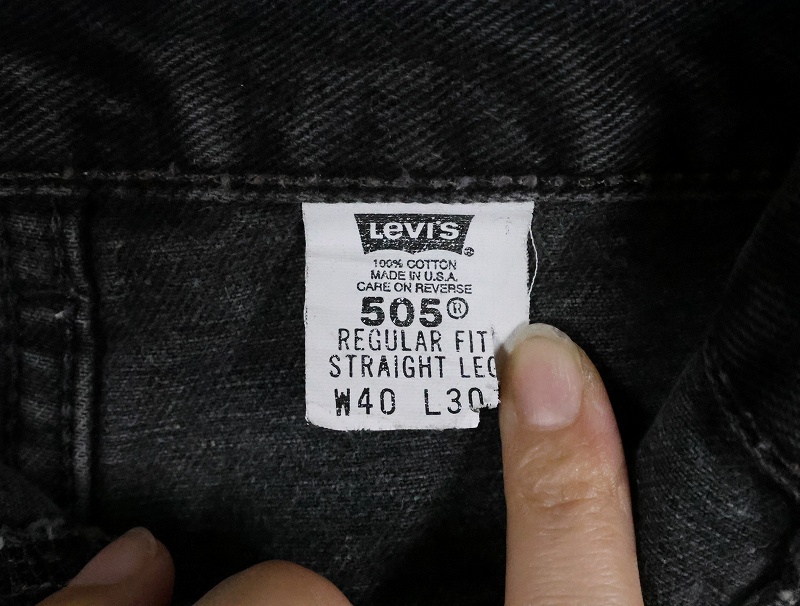 Levi's®
100% COTTON
MADE IN U.S.A.
CARE ON REVERSE
505®
REGULAR FIT
STRAIGHT LEG
W40 L30